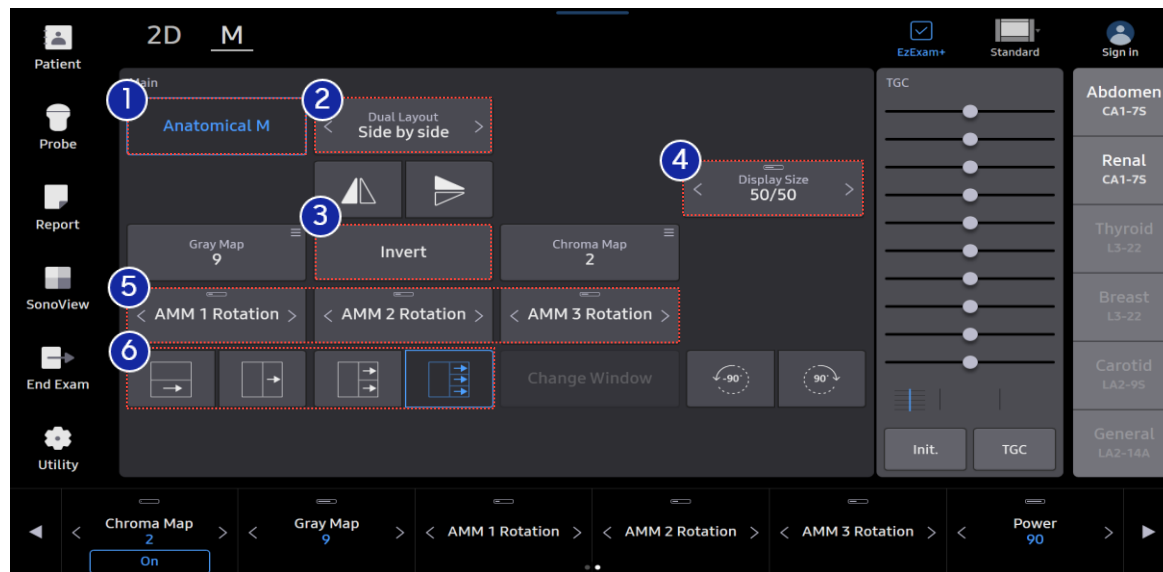 Patient
2D
M
EzExam+
Standard
Sign in
Probe
Report
SonoView
End Exam
Utility
Main
1
Anatomical M
2
Dual Layout
< Side by side >
4
Display Size
< 50/50 >
3
Gray Map
9
Invert
Chroma Map
2
5
< AMM 1 Rotation >
< AMM 2 Rotation >
< AMM 3 Rotation >
6
Change Window
-90°
90°
TGC
Init.
TGC
Abdomen
CA1-7S
Renal
CA1-7S
Thyroid
L3-22
Breast
L3-22
Carotid
LA2-9S
General
LA2-14A
< Chroma Map >
2
On
< Gray Map >
9
< AMM 1 Rotation >
< AMM 2 Rotation >
< AMM 3 Rotation >
< Power >
90